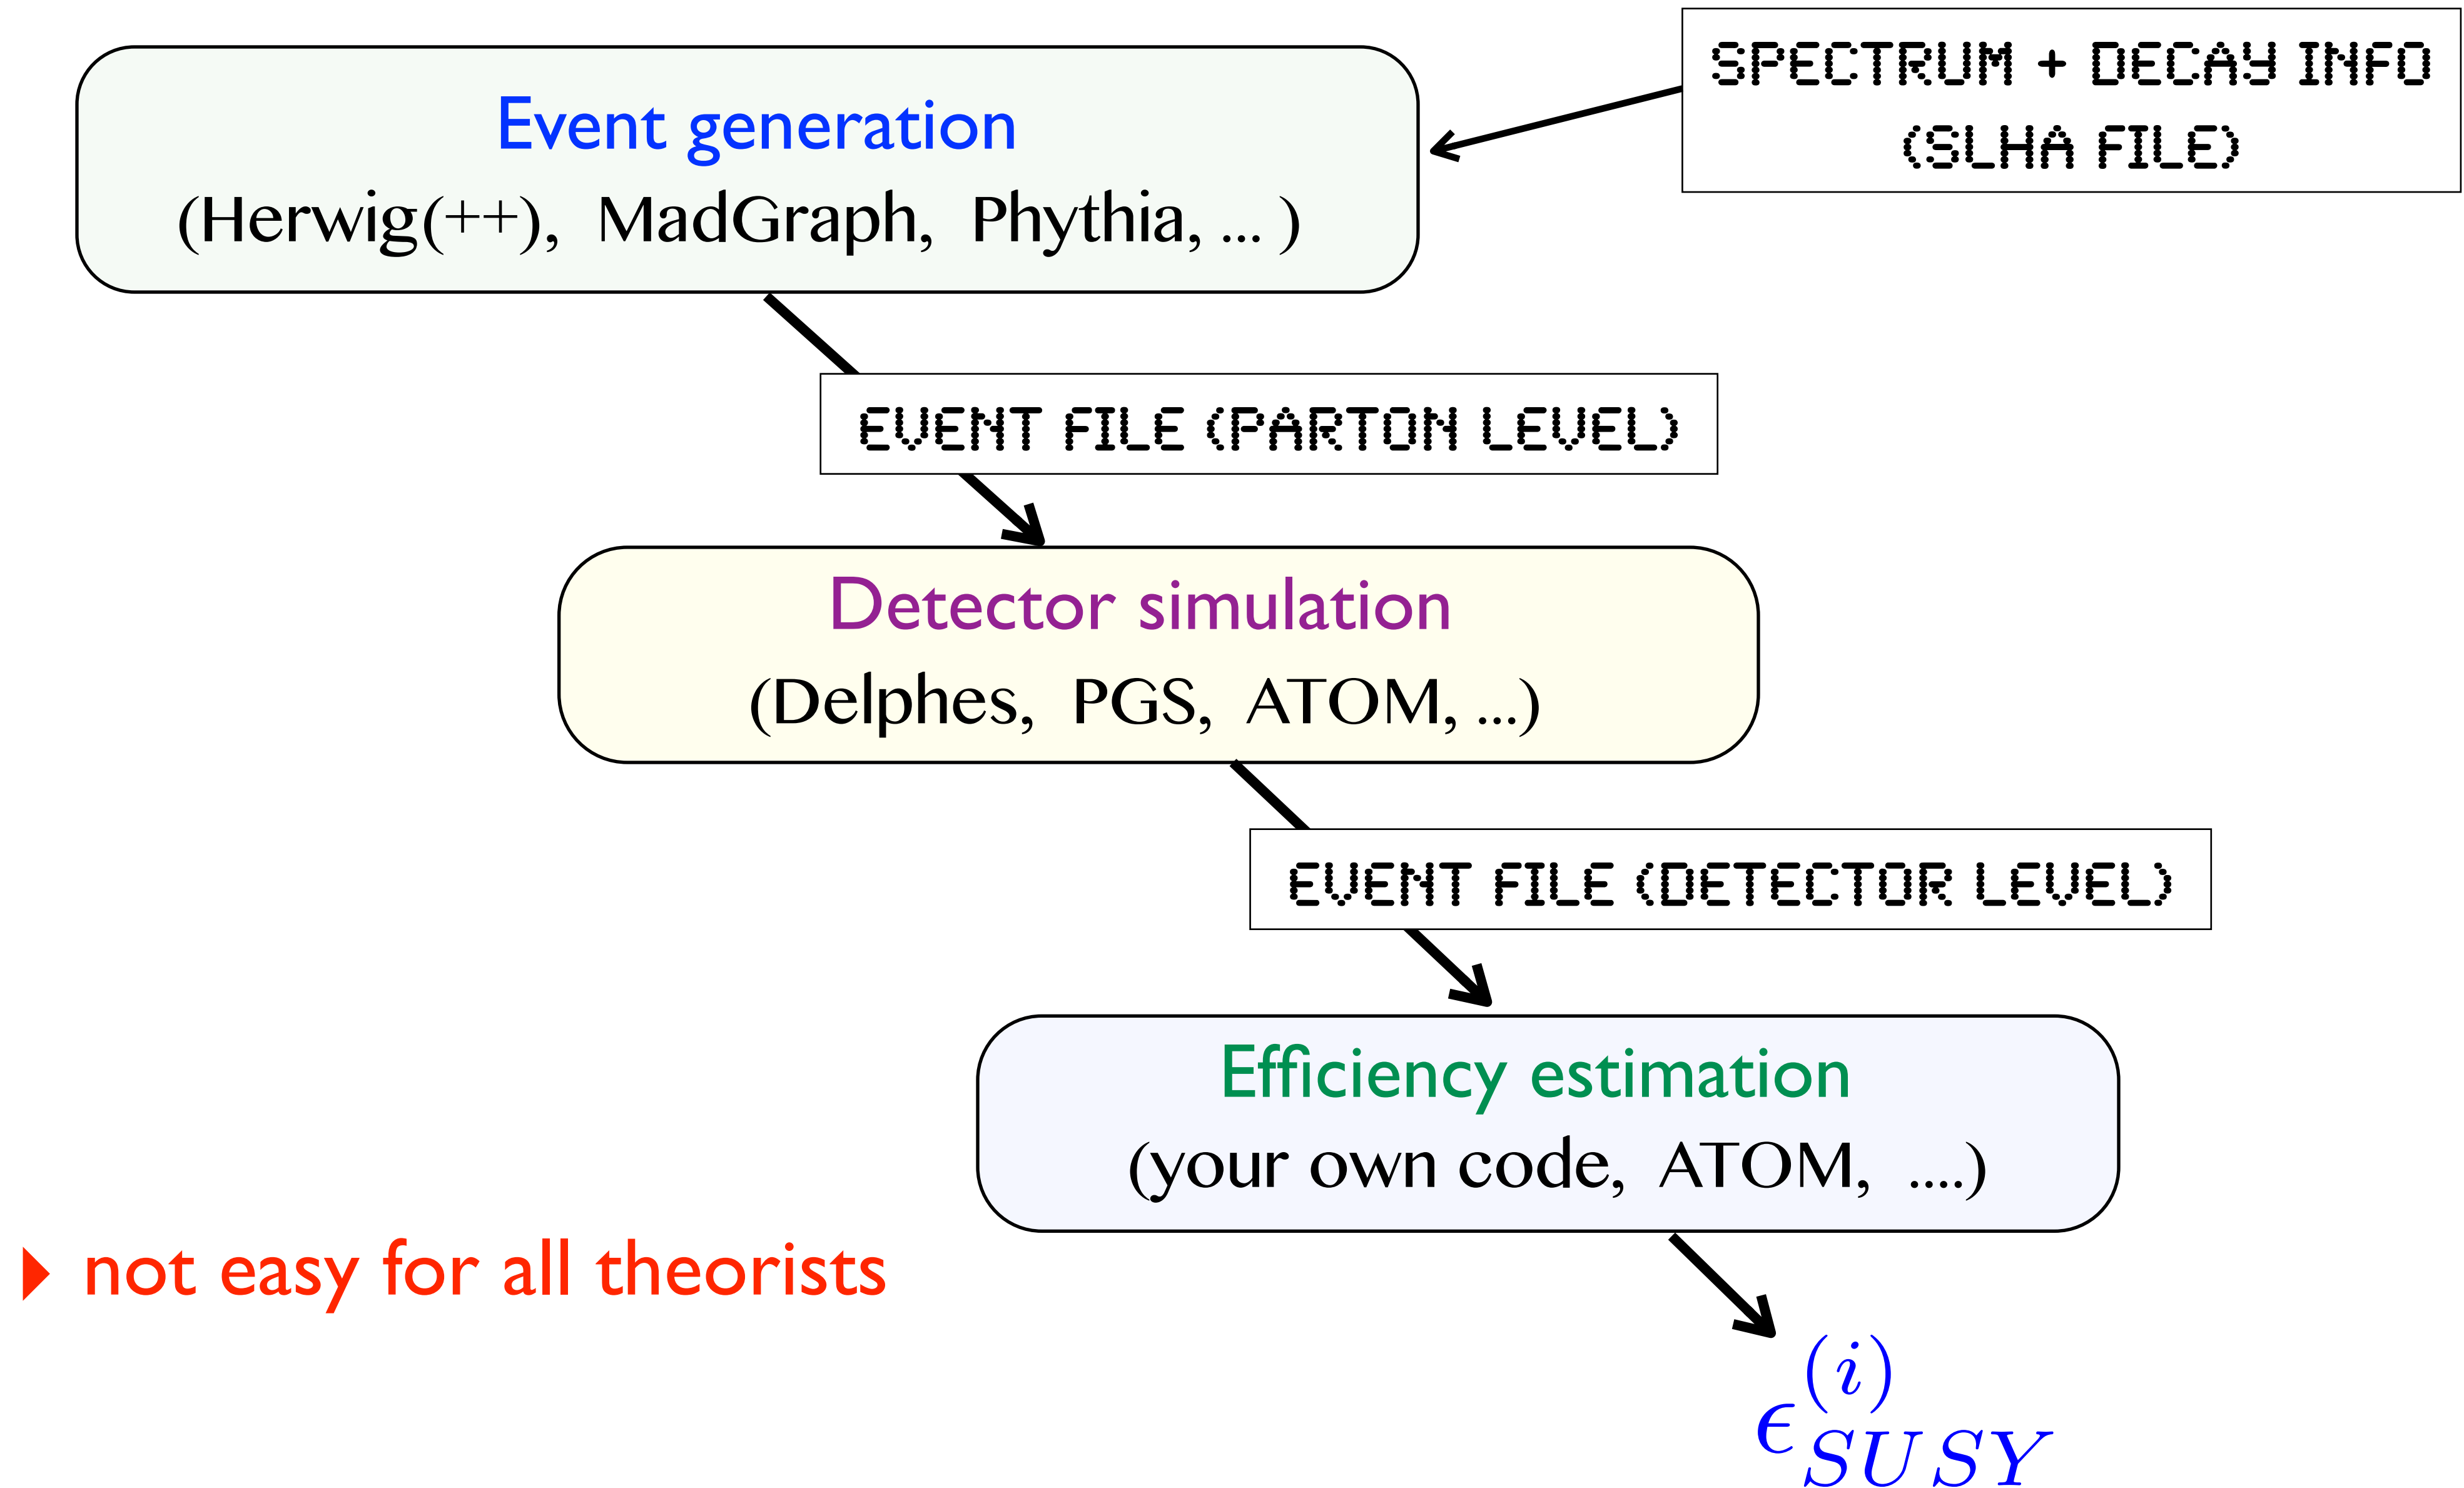 SPECTRUM + DECAY INFO
(SLHA FILE)
Event generation
(Herwig(++), MadGraph, Phythia, ... )
EVENT FILE (PARTON LEVEL)
Detector simulation
(Delphes, PGS, ATOM, ...)
EVENT FILE (DETECTOR LEVEL)
Efficiency estimation
(your own code, ATOM, ....)
not easy for all theorists
ϵ^{(i)}_{SUSY}